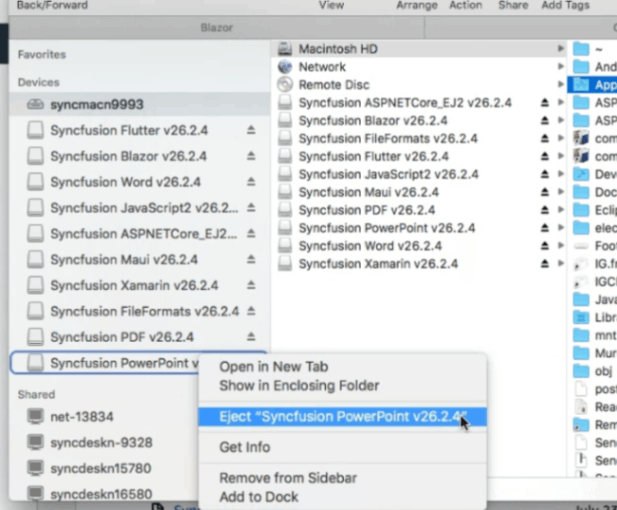 Back/Forward View Arrange Action Share Add Tags
Blazor
Favorites
Devices
syncmacn9993
Syncfusion Flutter v26.2.4
Syncfusion Blazor v26.2.4
Syncfusion Word v26.2.4
Syncfusion JavaScript2 v26.2...
Syncfusion ASPNETCore_EJ2...
Syncfusion Maui v26.2.4
Syncfusion Xamarin v26.2.4
Syncfusion FileFormats v26.2.4
Syncfusion PDF v26.2.4
Syncfusion PowerPoint v
Shared
net-13834
syncdeskn-9328
syncdeskn15780
syncdeskn16580
Macintosh HD
Network
Remote Disc
Syncfusion ASPNETCore_EJ2 v26.2.4
Syncfusion Blazor v26.2.4
Syncfusion FileFormats v26.2.4
Syncfusion Flutter v26.2.4
Syncfusion JavaScript2 v26.2.4
Syncfusion Maui v26.2.4
Syncfusion PDF v26.2.4
Syncfusion PowerPoint v26.2.4
Syncfusion Word v26.2.4
Syncfusion Xamarin v26.2.4
~
And
App
ASP
ASP
com
com
Dev
Doc
Eclip
elec
Foot
IG.fr
IGCl
Java
Libr
mnt
Mur
obj
post
Rea
Rem
Sen
Sen
Open in New Tab
Show in Enclosing Folder
Eject “Syncfusion PowerPoint v26.2.4”
Get Info
Remove from Sidebar
Add to Dock